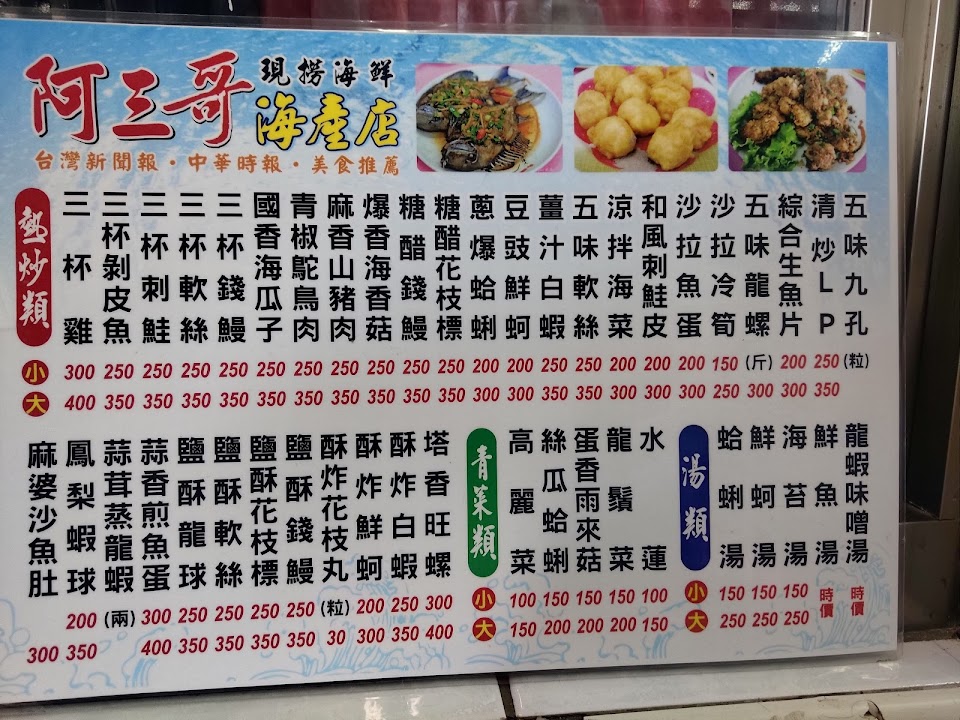 阿三哥
現撈海鮮
海產店
台灣新聞報・中華時報・美食推薦
熱炒類
三杯雞
三杯剝皮魚
三杯刺鮭
三杯軟絲
三杯錢鰻
國香海瓜子
青椒鴕鳥肉
麻香山豬肉
爆香海香菇
糖醋錢鰻
糖醋花枝標
蔥爆蛤蜊
豆豉鮮蚵
薑汁白蝦
五味軟絲
涼拌海菜
和風刺鮭皮
沙拉魚蛋
沙拉冷筍
五味龍螺
綜合生魚片
清炒LP
五味九孔
小 300 250 250 250 250 250 250 250 250 250 250 200 200 250 250 200 200 200 150 (斤) 200 250 (粒)
大 400 350 350 350 350 350 350 350 350 350 350 300 300 350 350 300 300 300 250 300 300 350
麻婆沙魚肚
鳳梨蝦球
蒜茸蒸龍蝦
蒜香煎魚蛋
鹽酥龍球
鹽酥軟絲
鹽酥花枝標
鹽酥錢鰻
酥炸花枝丸
酥炸鮮蚵
酥炸白蝦
塔香旺螺
200 (兩) 300 250 250 250 250 (粒) 200 250 300
300 350 400 350 350 350 350 30 300 350 400
青菜類
高麗菜
絲瓜蛤蜊
蛋香雨來菇
龍鬚菜
水蓮
小 100 150 150 150 100
大 150 200 200 200 150
湯類
蛤蜊湯
鮮蚵湯
海苔湯
鮮魚湯
龍蝦味噌湯
小 150 150 150 時價 時價
大 250 250 250